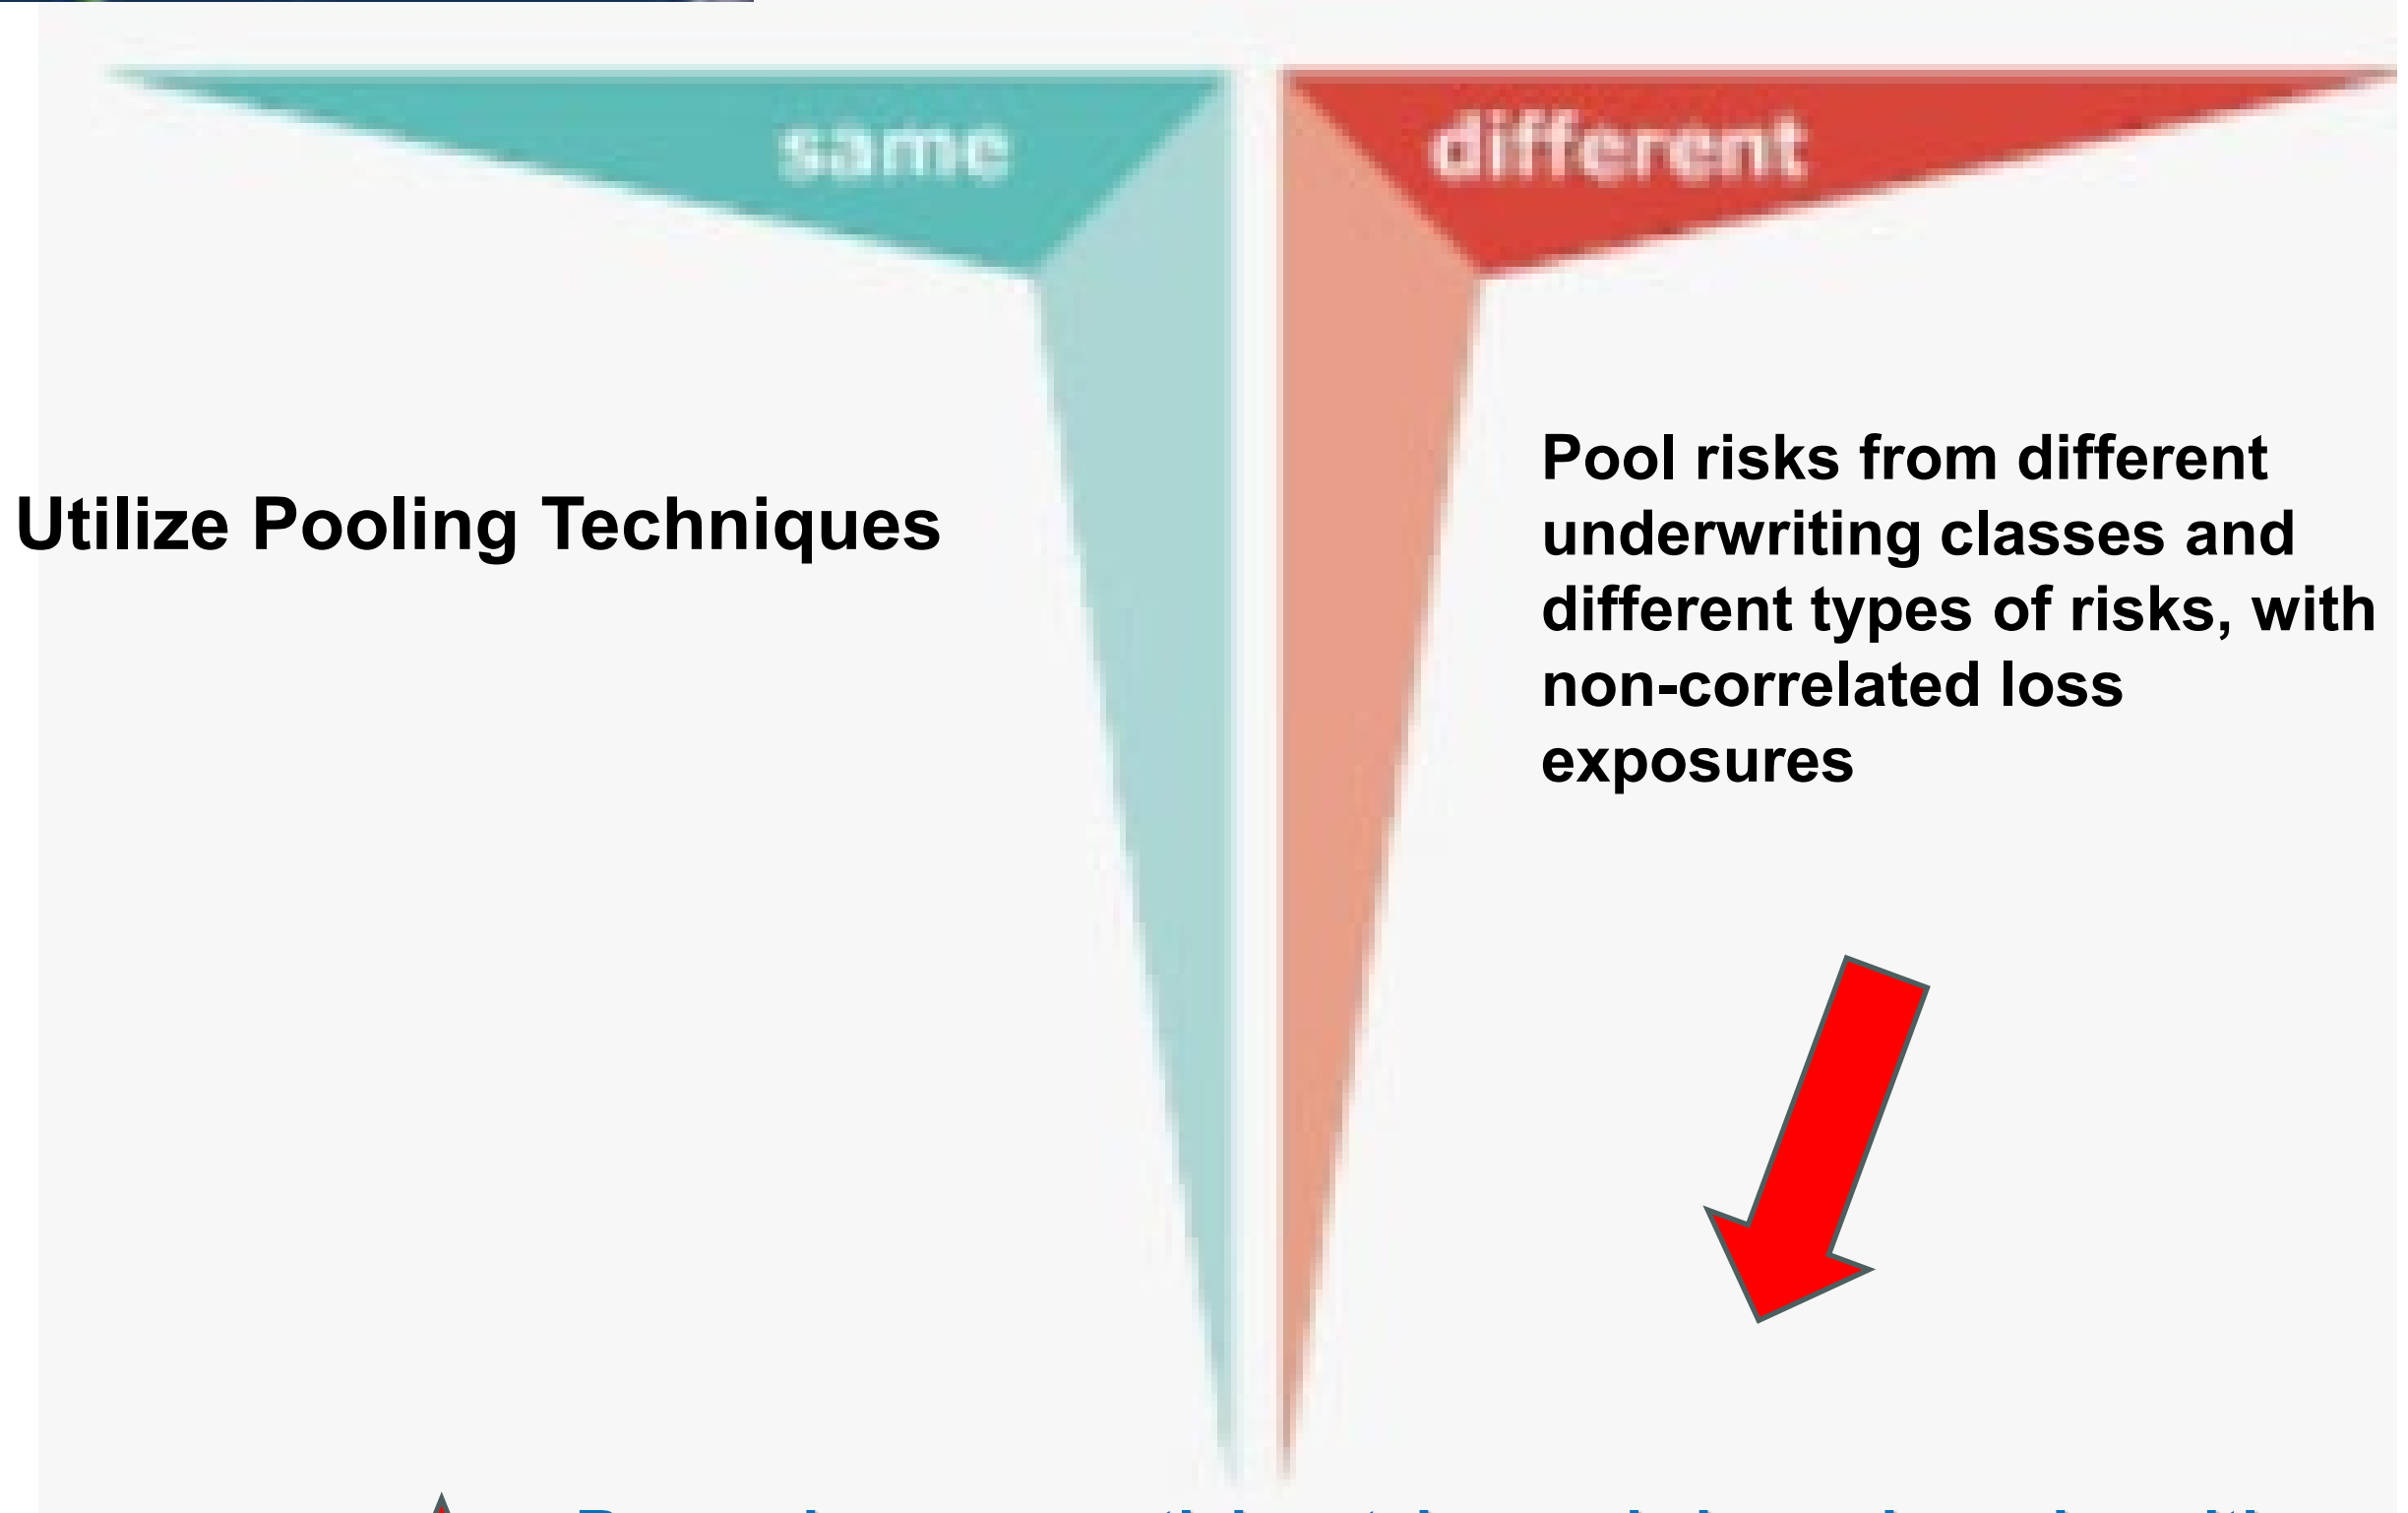 same
different
Utilize Pooling Techniques
Pool risks from different
underwriting classes and
different types of risks, with
non-correlated loss
exposures